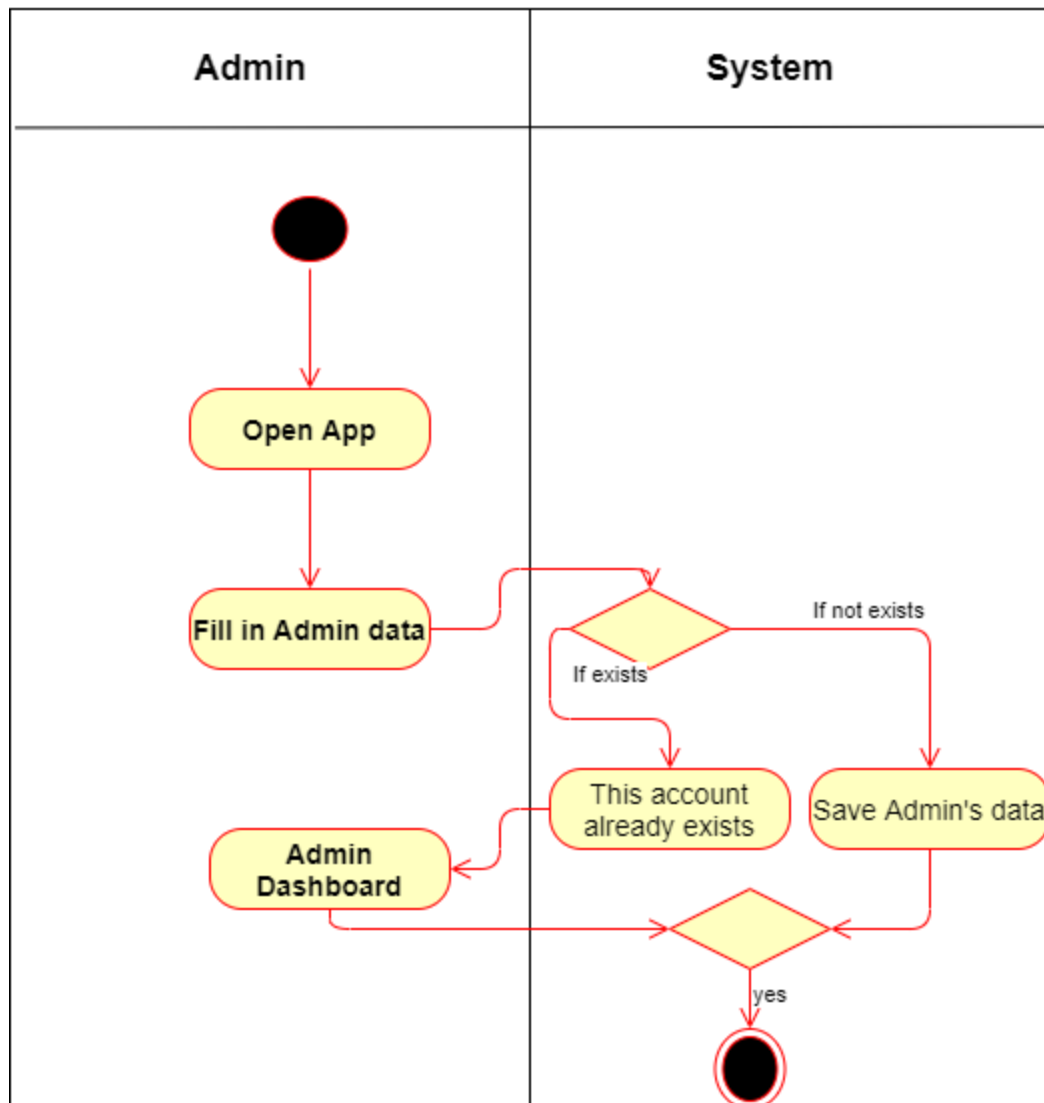 Admin
System
Open App
Fill in Admin data
If not exists
If exists
This account
already exists
Save Admin's data
Admin
Dashboard
yes